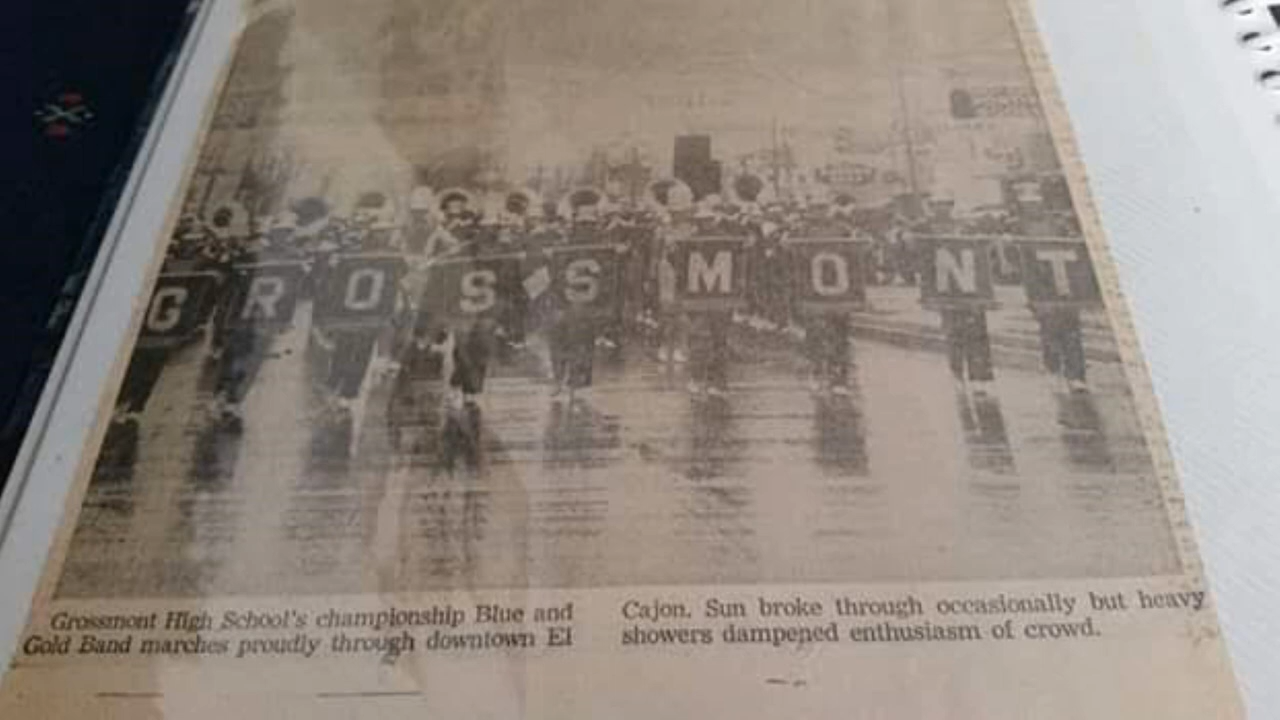 GROSSMONT
Grossmont High School's championship Blue and
Gold Band marches proudly through downtown El
Cajon. Sun broke through occasionally but heavy
showers dampened enthusiasm of crowd.